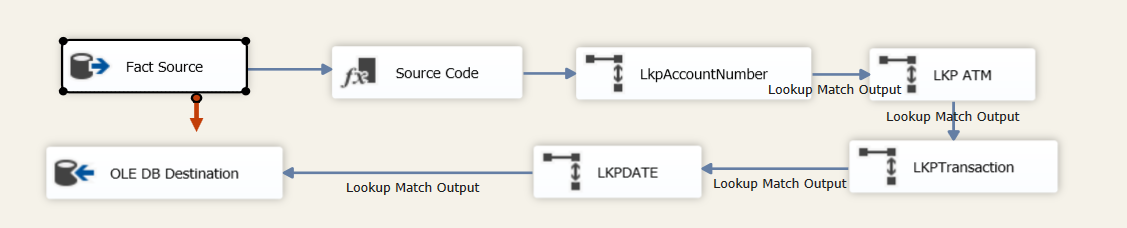 Fact Source
fx
Source Code
LkpAccountNumber
Lookup Match Output
LKP ATM
Lookup Match Output
LKPTransaction
Lookup Match Output
LKPDATE
Lookup Match Output
OLE DB Destination